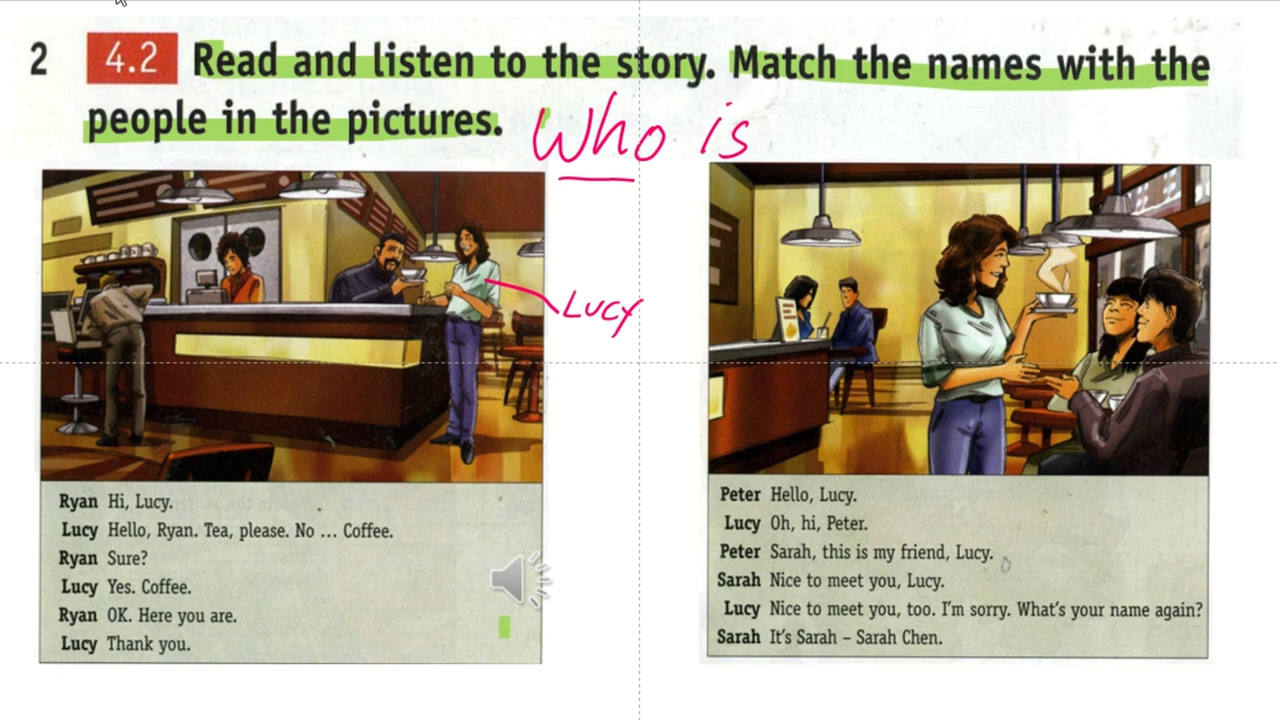 2 4.2 Read and listen to the story. Match the names with the
people in the pictures. Who is
Lucy
Ryan Hi, Lucy.
Lucy Hello, Ryan. Tea, please. No ... Coffee.
Ryan Sure?
Lucy Yes. Coffee.
Ryan OK. Here you are.
Lucy Thank you.
Peter Hello, Lucy.
Lucy Oh, hi, Peter.
Peter Sarah, this is my friend, Lucy.
Sarah Nice to meet you, Lucy.
Lucy Nice to meet you, too. I'm sorry. What's your name again?
Sarah It's Sarah – Sarah Chen.